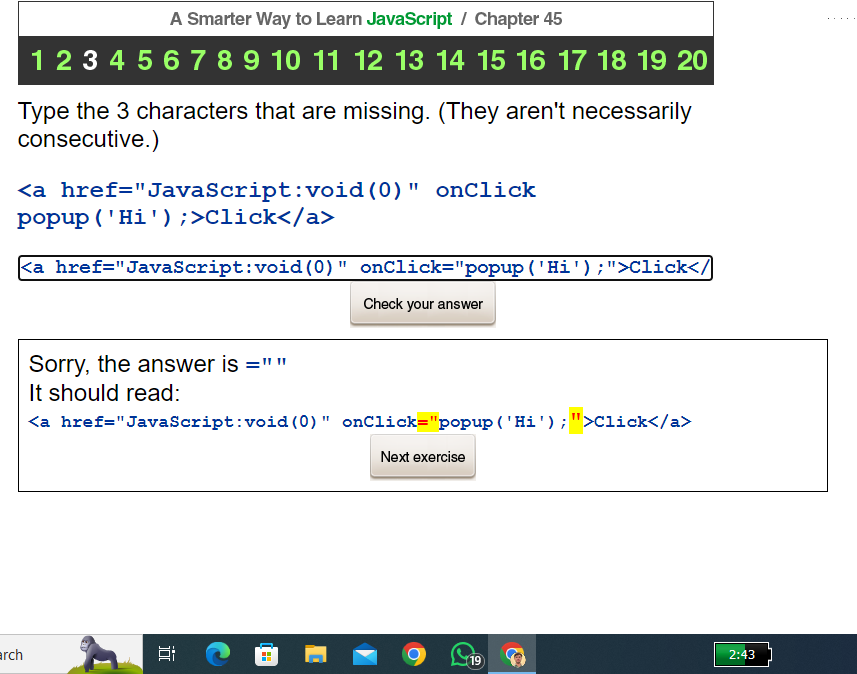 A Smarter Way to Learn JavaScript / Chapter 45
1 2 3 4 5 6 7 8 9 10 11 12 13 14 15 16 17 18 19 20
Type the 3 characters that are missing. (They aren't necessarily
consecutive.)
<a href="JavaScript:void(0)" onClick
popup('Hi');>Click</a>
<a href="JavaScript:void(0)" onClick="popup('Hi');">Click</
Check your answer
Sorry, the answer is =""
It should read:
<a href="JavaScript:void(0)" onClick="popup('Hi');">Click</a>
Next exercise
arch
19
2:43